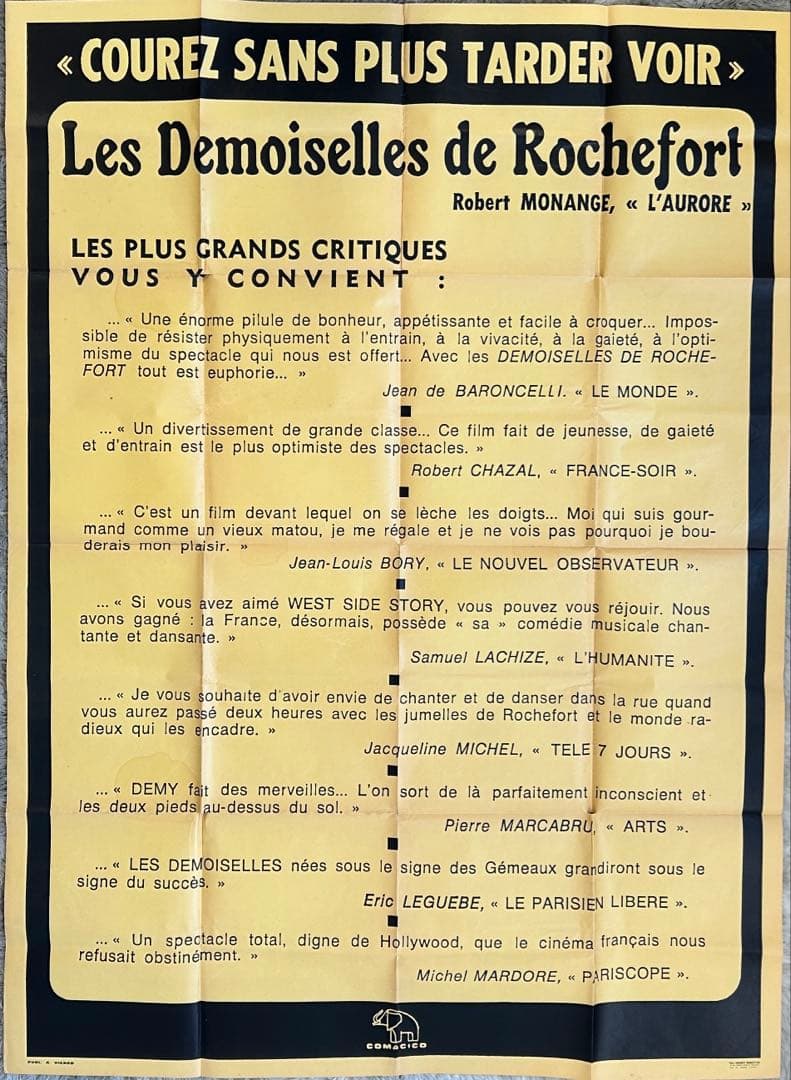 « COUREZ SANS PLUS TARDER VOIR »
Les Demoiselles de Rochefort
Robert MONANGE, « L'AURORE »
LES PLUS GRANDS CRITIQUES
VOUS Y CONVIENT :
... « Une énorme pilule de bonheur, appétissante et facile à croquer... Impos-
sible de résister physiquement à l'entrain, à la vivacité, à la gaieté, à l'opti-
misme du spectacle qui nous est offert... Avec les DEMOISELLES DE ROCHE-
FORT tout est euphorie... »
Jean de BARONCELLI. « LE MONDE ».
... « Un divertissement de grande classe... Ce film fait de jeunesse, de gaieté
et d'entrain est le plus optimiste des spectacles. »
Robert CHAZAL, « FRANCE-SOIR ».
... « C'est un film devant lequel on se lèche les doigts... Moi qui suis gour-
mand comme un vieux matou, je me régale et je ne vois pas pourquoi je bou-
derais mon plaisir. »
Jean-Louis BORY, « LE NOUVEL OBSERVATEUR ».
... « Si vous avez aimé WEST SIDE STORY, vous pouvez vous réjouir. Nous
avons gagné : la France, désormais, possède « sa » comédie musicale chan-
tante et dansante. »
Samuel LACHIZE, « L'HUMANITE ».
... « Je vous souhaite d'avoir envie de chanter et de danser dans la rue quand
vous aurez passé deux heures avec les jumelles de Rochefort et le monde ra-
dieux qui les encadre. »
Jacqueline MICHEL, « TELE 7 JOURS ».
... « DEMY fait des merveilles... L'on sort de là parfaitement inconscient et
les deux pieds au-dessus du sol. »
Pierre MARCABRU, « ARTS ».
... « LES DEMOISELLES nées sous le signe des Gémeaux grandiront sous le
signe du succès. »
Eric LEGUEBE, « LE PARISIEN LIBERE ».
... « Un spectacle total, digne de Hollywood, que le cinéma français nous
refusait obstinément. »
Michel MARDORE, « PARISCOPE ».
COMACICO